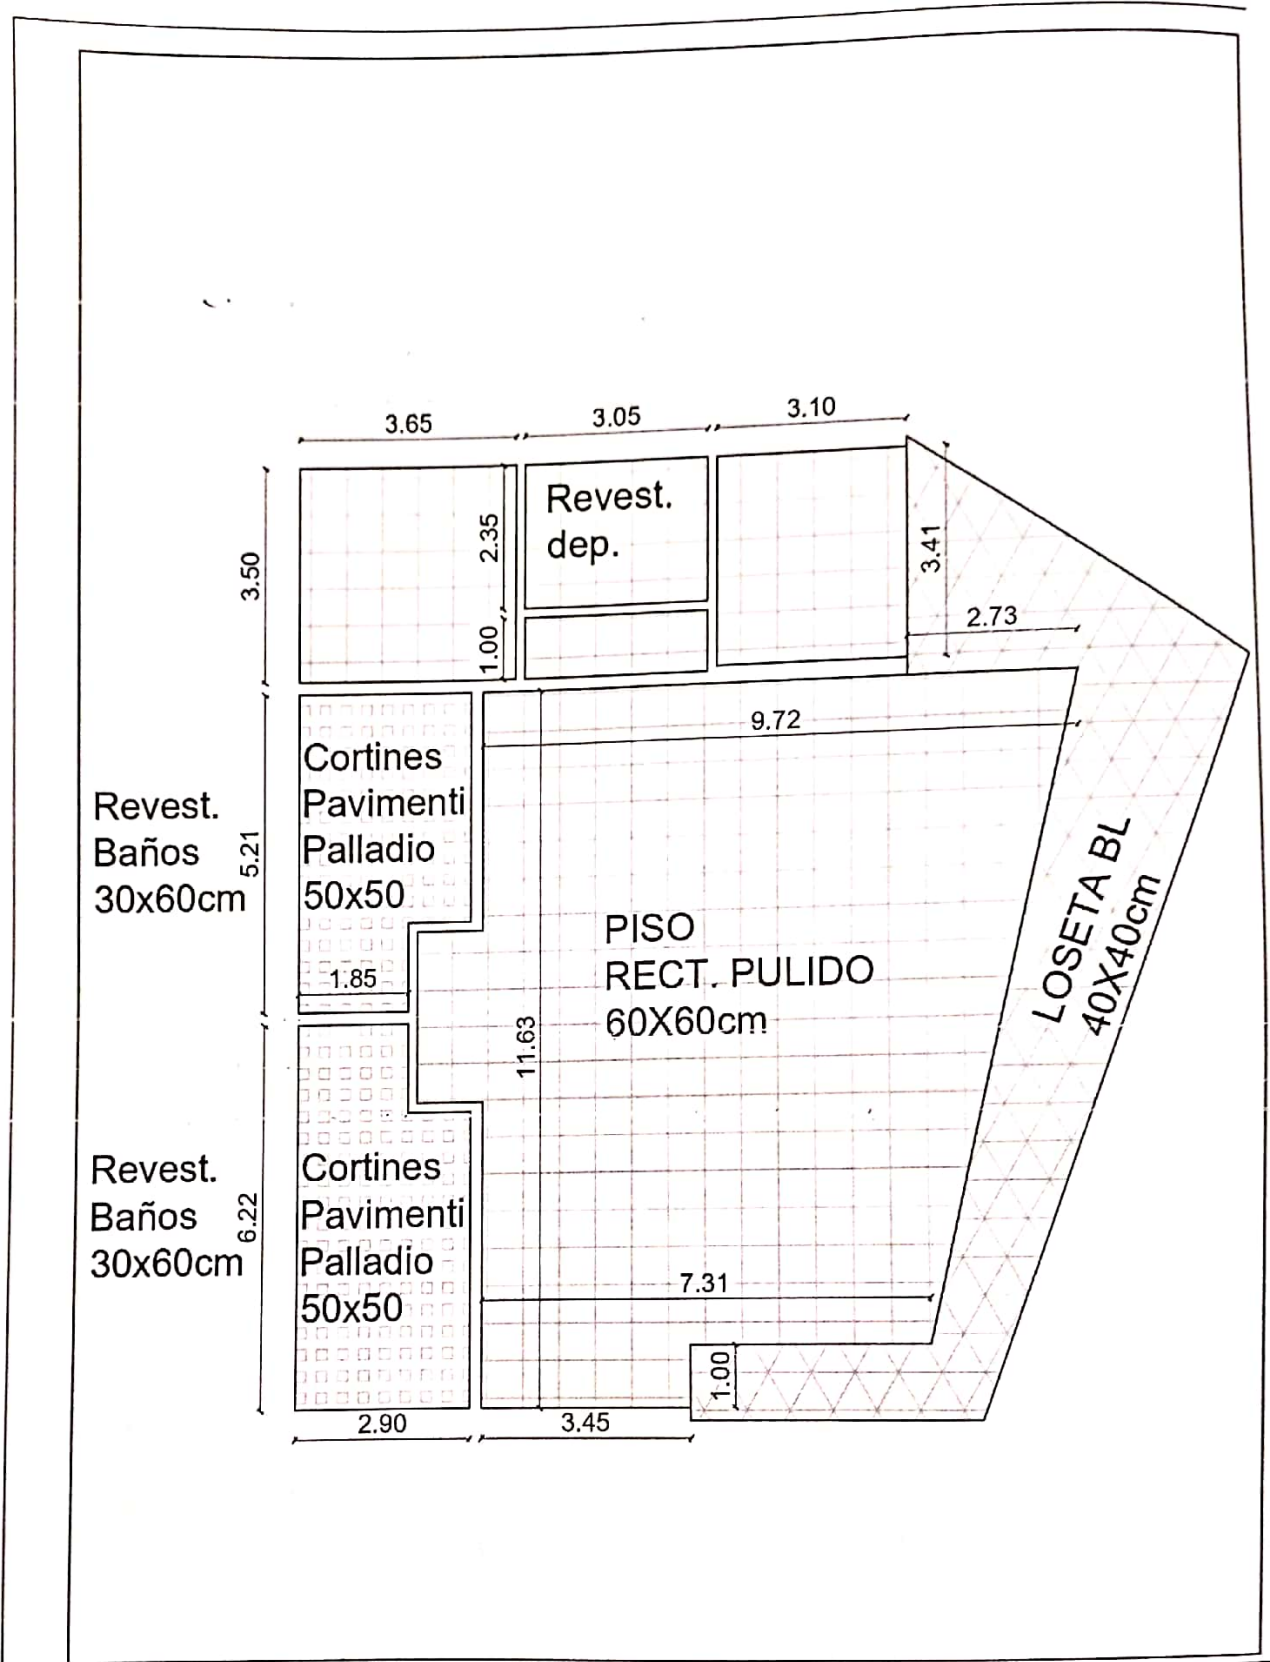 3.65
3.05
3.10
3.50
2.35
1.00
Revest.
dep.
3.41
2.73
9.72
Revest.
Baños
30x60cm
5.21
Cortines
Pavimenti
Palladio
50x50
1.85
PISO
RECT. PULIDO
60X60cm
11.63
LOSETA BL
40X40cm
Revest.
Baños
30x60cm
6.22
Cortines
Pavimenti
Palladio
50x50
7.31
1.00
2.90
3.45